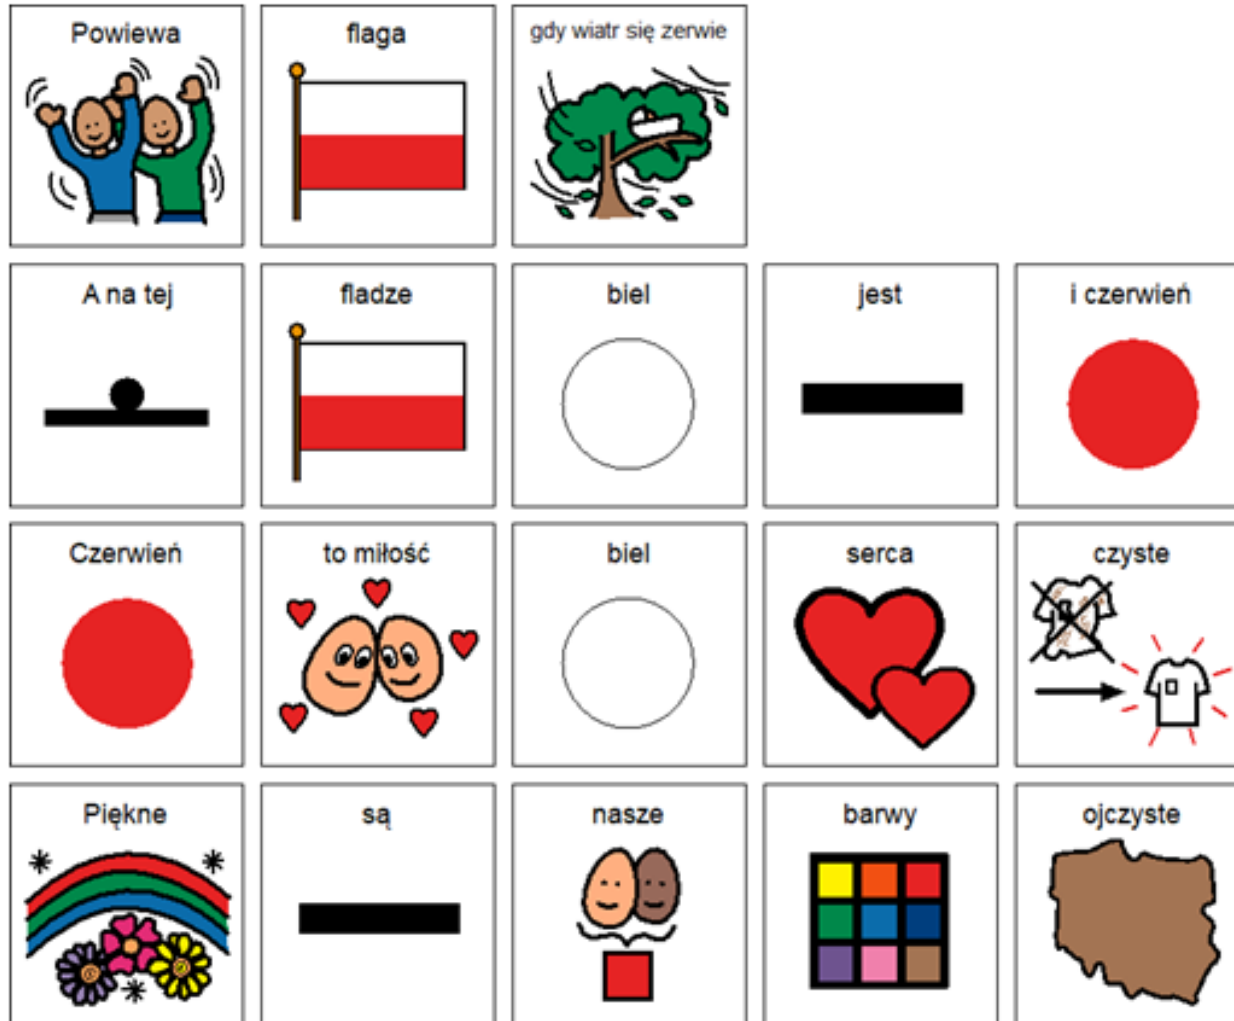 Powiewa flaga gdy wiatr się zerwie
A na tej fladze biel jest i czerwień
Czerwień to miłość biel serca czyste
Piękne są nasze barwy ojczyste